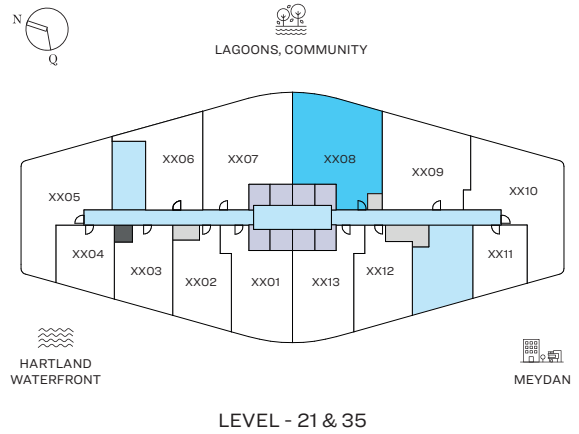 N
Q
LAGOONS, COMMUNITY
XX06
XX07
XX08
XX09
XX05
XX10
XX04
XX03
XX02
XX01
XX13
XX12
XX11
HARTLAND
WATERFRONT
MEYDAN
LEVEL - 21 & 35